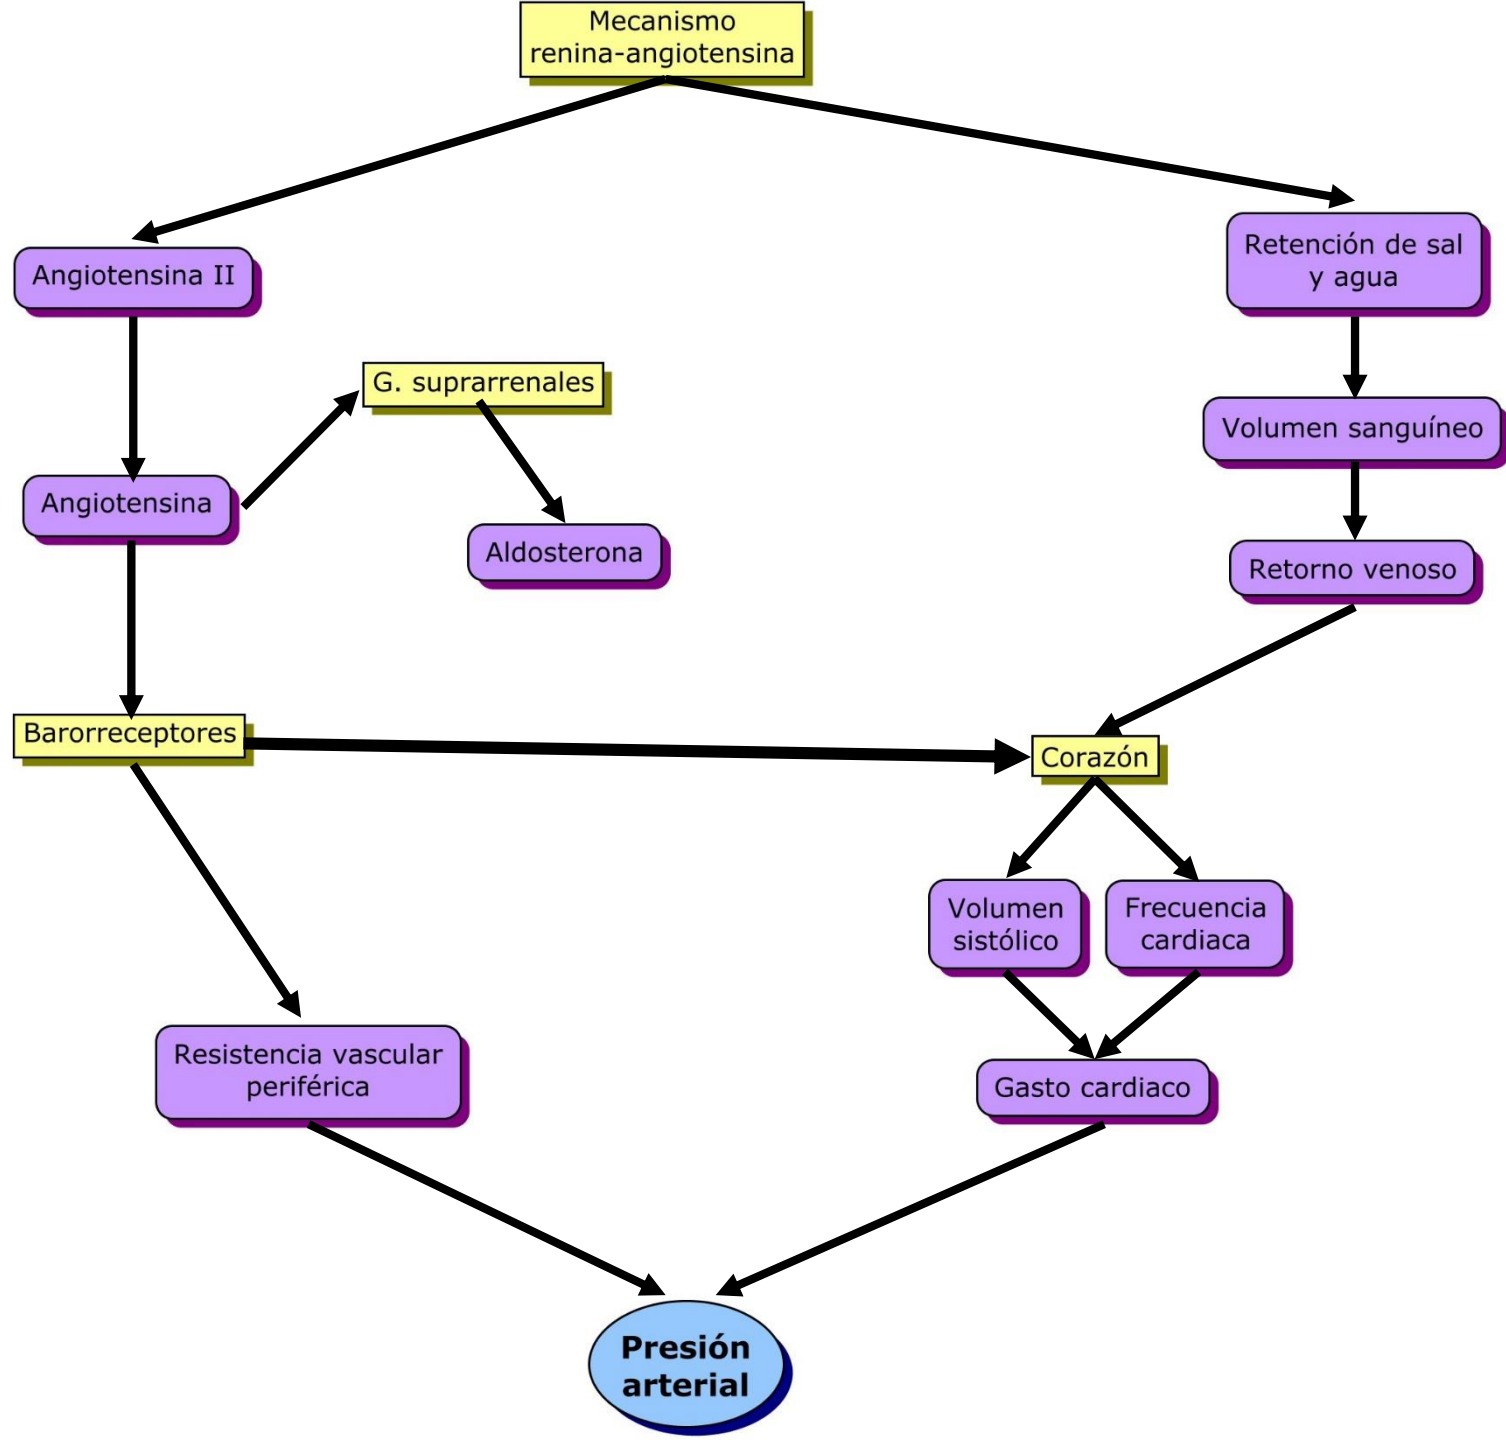 Mecanismo
renina-angiotensina
Retención de sal
y agua
Angiotensina II
G. suprarrenales
Volumen sanguíneo
Angiotensina
Aldosterona
Retorno venoso
Barorreceptores
Corazón
Volumen
sistólico
Frecuencia
cardiaca
Resistencia vascular
periférica
Gasto cardiaco
Presión
arterial